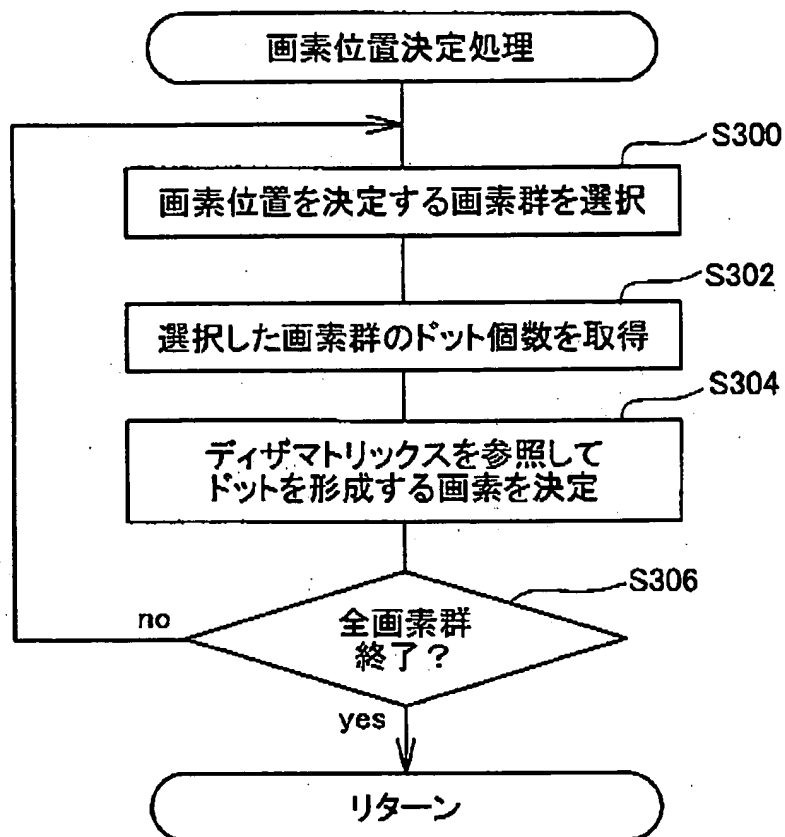 画素位置決定処理
S300
画素位置を決定する画素群を選択
S302
選択した画素群のドット個数を取得
S304
ディザマトリックスを参照して
ドットを形成する画素を決定
S306
no
全画素群
終了？
yes
リターン